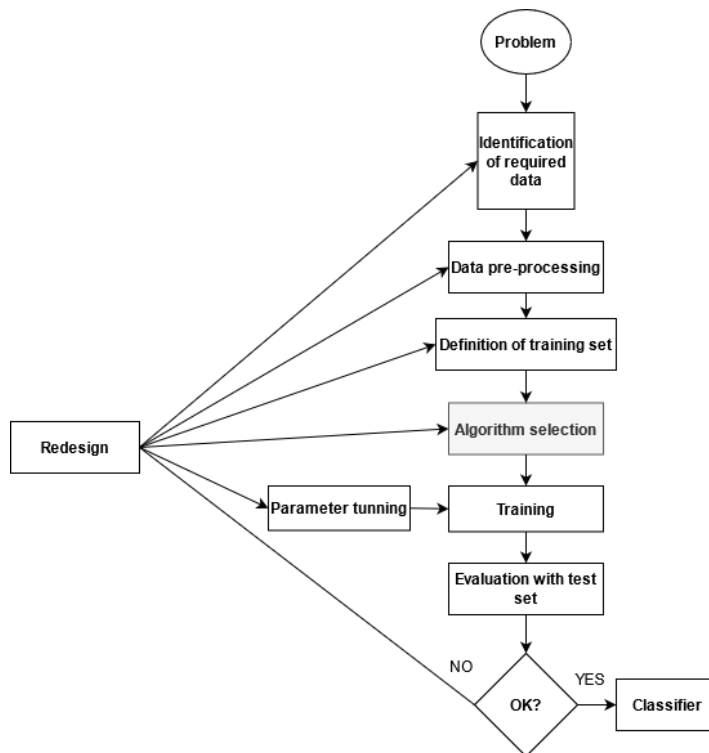 Problem
Identification
of required
data
Data pre-processing
Definition of training set
Algorithm selection
Redesign
Parameter tunning
Training
Evaluation with test
set
NO
OK?
YES
Classifier